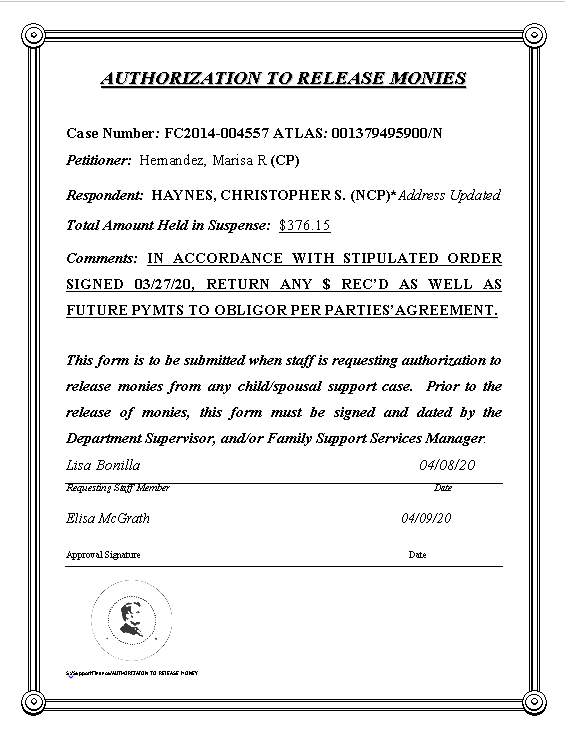 AUTHORIZATION TO RELEASE MONIES
Case Number: FC2014-004557 ATLAS: 001379495900/N
Petitioner: Hernandez, Marisa R (CP)
Respondent: HAYNES, CHRISTOPHER S. (NCP)*Address Updated
Total Amount Held in Suspense: $376.15
Comments: IN ACCORDANCE WITH STIPULATED ORDER
SIGNED 03/27/20, RETURN ANY $ REC'D AS WELL AS
FUTURE PYMTS TO OBLIGOR PER PARTIES' AGREEMENT.
This form is to be submitted when staff is requesting authorization to
release monies from any child/spousal support case. Prior to the
release of monies, this form must be signed and dated by the
Department Supervisor, and/or Family Support Services Manager.
Lisa Bonilla 04/08/20
Requesting Staff Member Date
Elisa McGrath 04/09/20
Approval Signature Date
AUTHORIZATION TO RELEASE MONEY